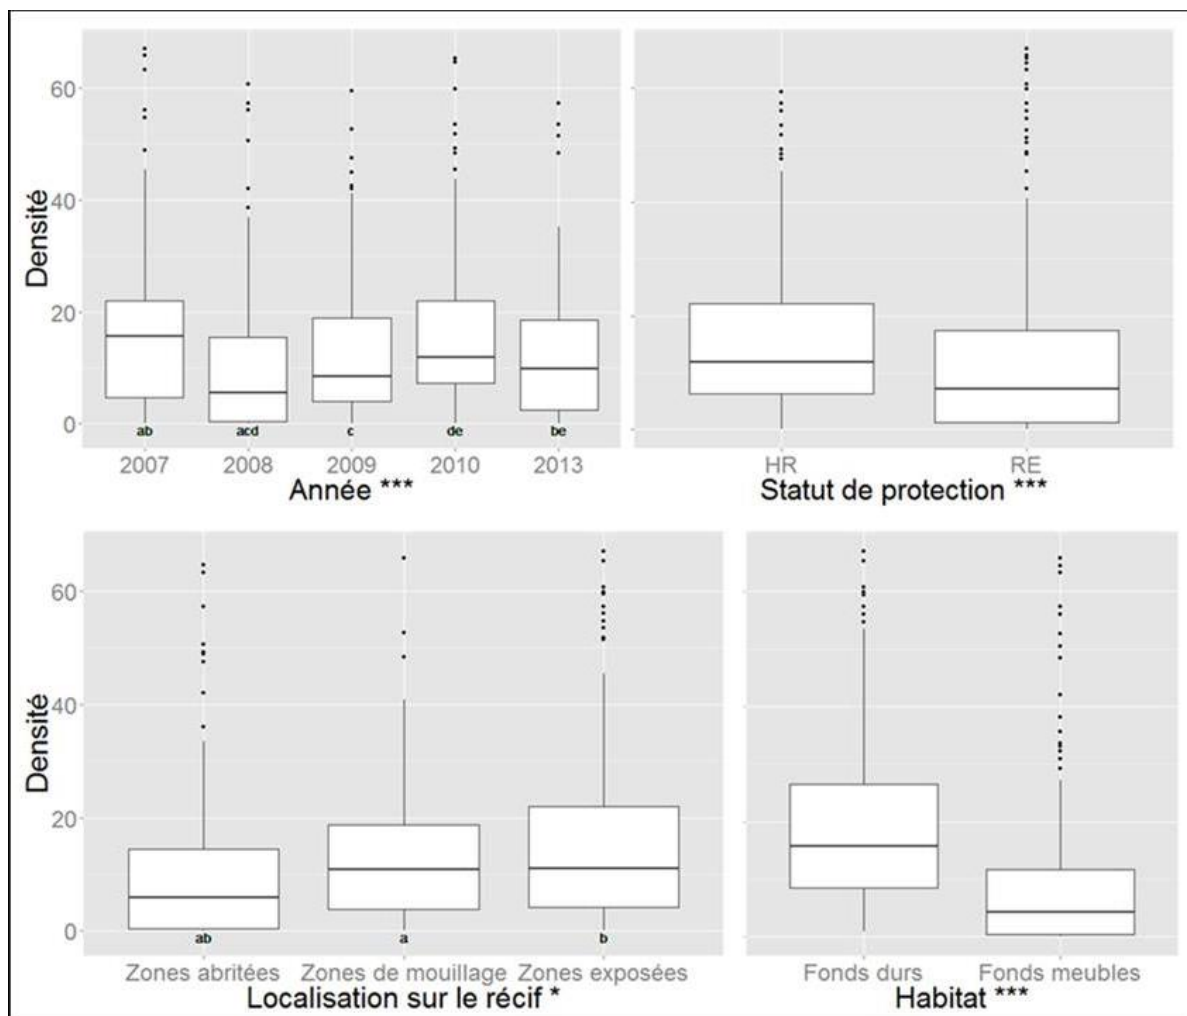 60
40
20
0
Densité
ab acd c de be
2007 2008 2009 2010 2013
Année ***
HR RE
Statut de protection ***
60
40
20
0
Densité
ab a b
Zones abritées Zones de mouillage Zones exposées
Localisation sur le récif *
Fonds durs Fonds meubles
Habitat ***